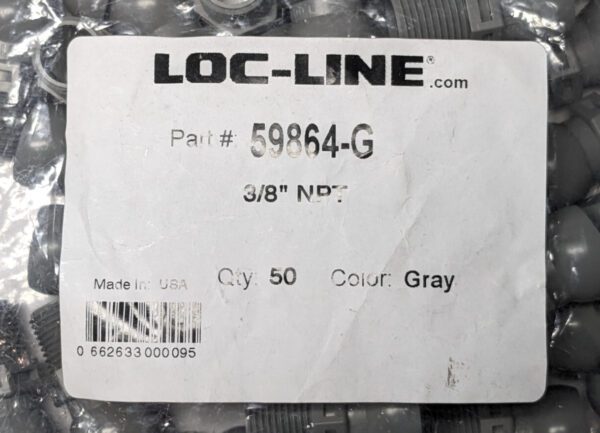 LOC-LINE®.com
Part #: 59864-G
3/8" NPT
Made in: USA Qty: 50 Color: Gray
0 662633 000095